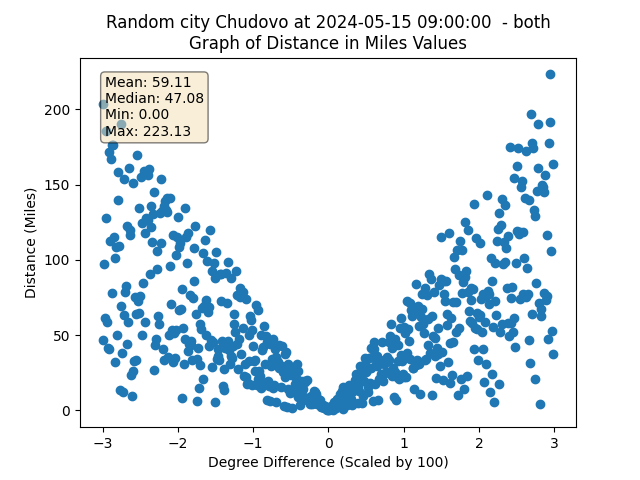 Random city Chudovo at 2024-05-15 09:00:00  - both
Graph of Distance in Miles Values
Mean: 59.11
Median: 47.08
Min: 0.00
Max: 223.13
200
150
100
50
0
Distance (Miles)
−3
−2
−1
0
1
2
3
Degree Difference (Scaled by 100)